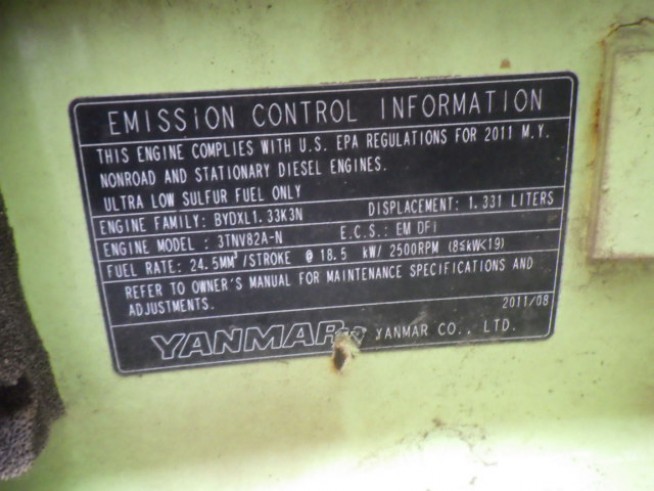 EMISSION CONTROL INFORMATION
THIS ENGINE COMPLIES WITH U.S. EPA REGULATIONS FOR 2011 M.Y.
NONROAD AND STATIONARY DIESEL ENGINES.
ULTRA LOW SULFUR FUEL ONLY
ENGINE FAMILY: BYDXL1.33K3N DISPLACEMENT: 1.331 LITERS
ENGINE MODEL : 3TNV82A-N E.C.S.: EM DFI
FUEL RATE: 24.5MM³/STROKE @ 18.5 kW/ 2500RPM (8≤kW<19)
REFER TO OWNER'S MANUAL FOR MAINTENANCE SPECIFICATIONS AND
ADJUSTMENTS.
2011/08
YANMAR YANMAR CO., LTD.